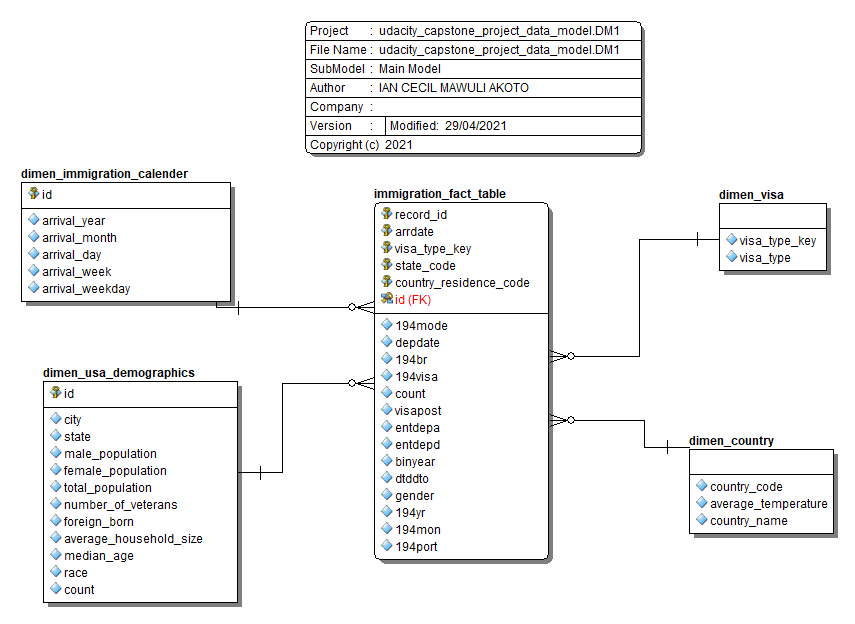 Project : udacity_capstone_project_data_model.DM1
File Name : udacity_capstone_project_data_model.DM1
SubModel : Main Model
Author : IAN CECIL MAWULI AKOTO
Company :
Version : Modified: 29/04/2021
Copyright (c) 2021
dimen_immigration_calender
id
arrival_year
arrival_month
arrival_day
arrival_week
arrival_weekday
dimen_usa_demographics
id
city
state
male_population
female_population
total_population
number_of_veterans
foreign_born
average_household_size
median_age
race
count
immigration_fact_table
record_id
arrdate
visa_type_key
state_code
country_residence_code
id (FK)
194mode
depdate
194br
194visa
count
visapost
entdepa
entdepd
binyear
dtddto
gender
194yr
194mon
194port
dimen_visa
visa_type_key
visa_type
dimen_country
country_code
average_temperature
country_name